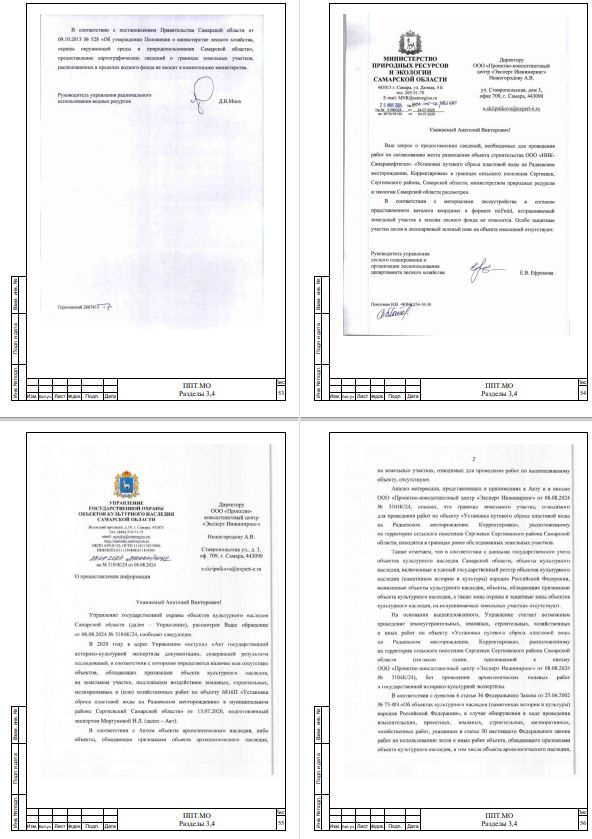 В соответствии с постановлением Правительства Самарской области от
09.10.2013 № 528 «Об утверждении Положения о министерстве лесного хозяйства,
охраны окружающей среды и природопользования Самарской области»,
предоставление картографических сведений о границах земельных участков,
расположенных в пределах водного фонда не входит в компетенцию министерства.
Руководитель управления рационального
использования водных ресурсов
Д.В.Манк
Терехиной 2667413
Инв. № подл.
Подп. и дата
Взам. инв. №
Изм. Кол.уч. Лист №док Подп. Дата
ППТ.МО
Разделы 3,4
Лис
53
МИНИСТЕРСТВО
ПРИРОДНЫХ РЕСУРСОВ
И ЭКОЛОГИИ
САМАРСКОЙ ОБЛАСТИ
443013 г. Самара, ул. Дачная, 4 Б
Директору
ООО «Проектно-консалтинговый
центр «Эксперт Инжиниринг»
Нижегородову А.В.
ул. Ставропольская, дом 3,
офис 709, г. Самара, 443090
e.skripnikova@expert-e.ru
Уважаемый Анатолий Викторович!
Ваш запрос о предоставлении сведений, необходимых для проведения
работ по согласованию места размещения объекта строительства ООО «ННК-
Самаранефтегаз»: «Установка путевого сброса пластовой воды на Радаевском
месторождении. Корректировка» в границах сельского поселения Сергиевск,
Сергиевского района, Самарской области, министерством природных ресурсов
и экологии Самарской области рассмотрен.
В соответствии с материалами лесоустройства и согласно
представленного каталога координат в формате mif/mid, испрашиваемый
земельный участок к землям лесного фонда не относится. Особо защитные
участки лесов и лесопарковый зеленый пояс на объекте изысканий отсутствуют.
Руководитель управления
лесного планирования и
организации лесопользования
департамента лесного хозяйства
Е.В. Ефремова
Инв. № подл.
Подп. и дата
Взам. инв. №
Изм. Кол.уч. Лист №док Подп. Дата
ППТ.МО
Разделы 3,4
Лис
54
УПРАВЛЕНИЕ
ГОСУДАРСТВЕННОЙ ОХРАНЫ
ОБЪЕКТОВ КУЛЬТУРНОГО НАСЛЕДИЯ
САМАРСКОЙ ОБЛАСТИ
на № 3104К/24 от 08.08.2024
О предоставлении информации
Директору
ООО «Проектно-
консалтинговый центр
«Эксперт Инжиниринг»
Нижегородову А.В.
Ставропольская ул., д. 3,
оф. 709, г. Самара, 443090
e.skripnikova@expert-e.ru
Уважаемый Анатолий Викторович!
Управление государственной охраны объектов культурного наследия
Самарской области (далее – Управление), рассмотрев Ваше обращение
от 08.08.2024 № 3104К/24, сообщает следующее.
В 2020 году в адрес Управления поступил «Акт государственной
историко-культурной экспертизы документации, содержащей результаты
исследований, в соответствии с которыми определяется наличие или отсутствие
объектов, обладающих признаками объекта культурного наследия,
на земельном участке, подлежащем воздействию земляных, строительных,
мелиоративных и (или) хозяйственных работ по объекту 6816П «Установка
сброса пластовой воды на Радаевском месторождении» в муниципальном
районе Сергиевский Самарской области» от 13.07.2020, подготовленный
экспертом Моргуновой Н.Л. (далее – Акт).
В соответствии с Актом объекты археологического наследия, либо
объекты, обладающие признаками объекта археологического наследия,
Инв. № подл.
Подп. и дата
Взам. инв. №
Изм. Кол.уч. Лист №док Подп. Дата
ППТ.МО
Разделы 3,4
Лис
55
2
на земельных участках, отводимых для проведения работ по вышеназванному
объекту, отсутствуют.
Анализ материалов, представленных в приложениях к Акту и в письме
ООО «Проектно-консалтинговый центр «Эксперт Инжиниринг» от 08.08.2024
№ 3104К/24, показал, что границы земельного участка, отводимого
для проведения работ по объекту «Установка путевого сброса пластовой воды
на Радаевском месторождении. Корректировка», расположенному
на территории сельского поселения Сергиевск Сергиевского района Самарской
области, находятся в границах ранее обследованных земельных участков.
Также отмечаем, что в соответствии с данными государственного учета
объектов культурного наследия Самарской области, объекты культурного
наследия, включенные в единый государственный реестр объектов культурного
наследия (памятников истории и культуры) народов Российской Федерации,
выявленные объекты культурного наследия, объекты, обладающие признаками
объекта культурного наследия, а также зоны охраны и защитные зоны объектов
культурного наследия, на испрашиваемых земельных участках отсутствуют.
На основании вышеизложенного, Управление считает возможным
проведение землеустроительных, земляных, строительных, хозяйственных
и иных работ по объекту «Установка путевого сброса пластовой воды
на Радаевском месторождении. Корректировка», расположенному
на территории сельского поселения Сергиевск Сергиевского района Самарской
области (согласно схеме, приложенной к письму
ООО «Проектно-консалтинговый центр «Эксперт Инжиниринг» от 08.08.2024
№ 3104К/24), без проведения археологических полевых работ
и государственной историко-культурной экспертизы.
В соответствии с пунктом 4 статьи 36 Федерального Закона от 25.06.2002
№ 73-ФЗ «Об объектах культурного наследия (памятниках истории и культуры)
народов Российской Федерации», в случае обнаружения в ходе проведения
изыскательских, проектных, земляных, строительных, мелиоративных,
хозяйственных работ, указанных в статье 30 настоящего Федерального закона
работ по использованию лесов и иных работ объекта, обладающего признаками
объекта культурного наследия, в том числе объекта археологического наследия,
Инв. № подл.
Подп. и дата
Взам. инв. №
Изм. Кол.уч. Лист №док Подп. Дата
ППТ.МО
Разделы 3,4
Лис
56